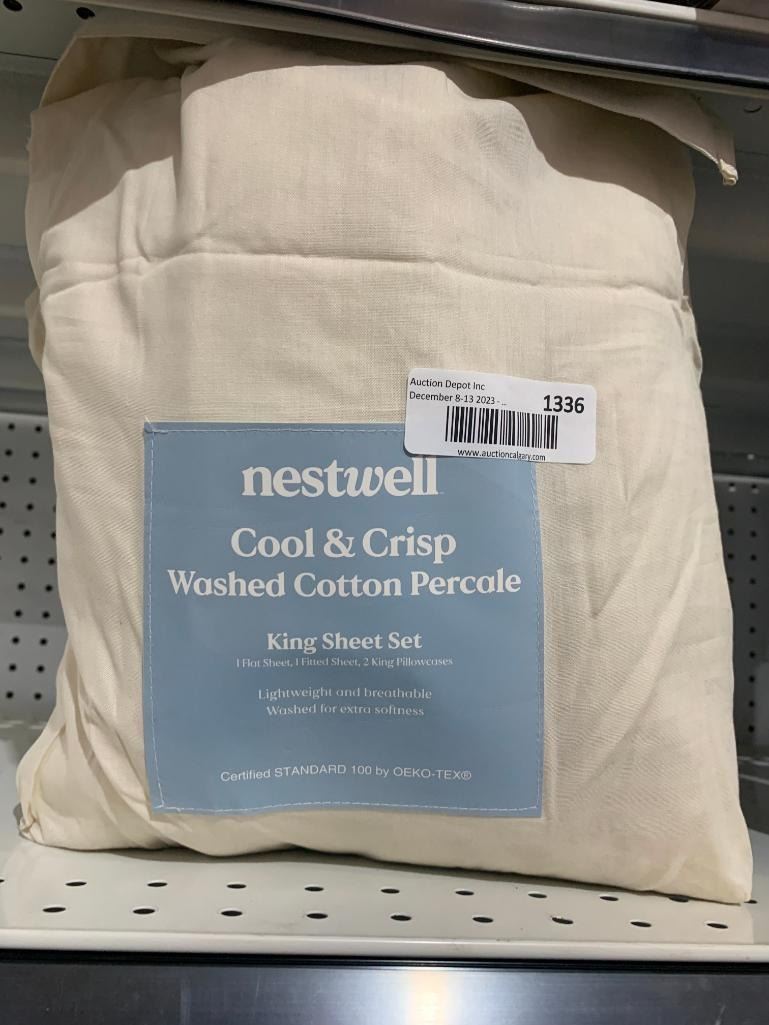 Auction Depot Inc
December 8-13 2023 - ..
1336
www.auctioncalgary.com
nestwell
Cool & Crisp
Washed Cotton Percale
King Sheet Set
1 Flat Sheet, 1 Fitted Sheet, 2 King Pillowcases
Lightweight and breathable
Washed for extra softness
Certified STANDARD 100 by OEKO-TEX®